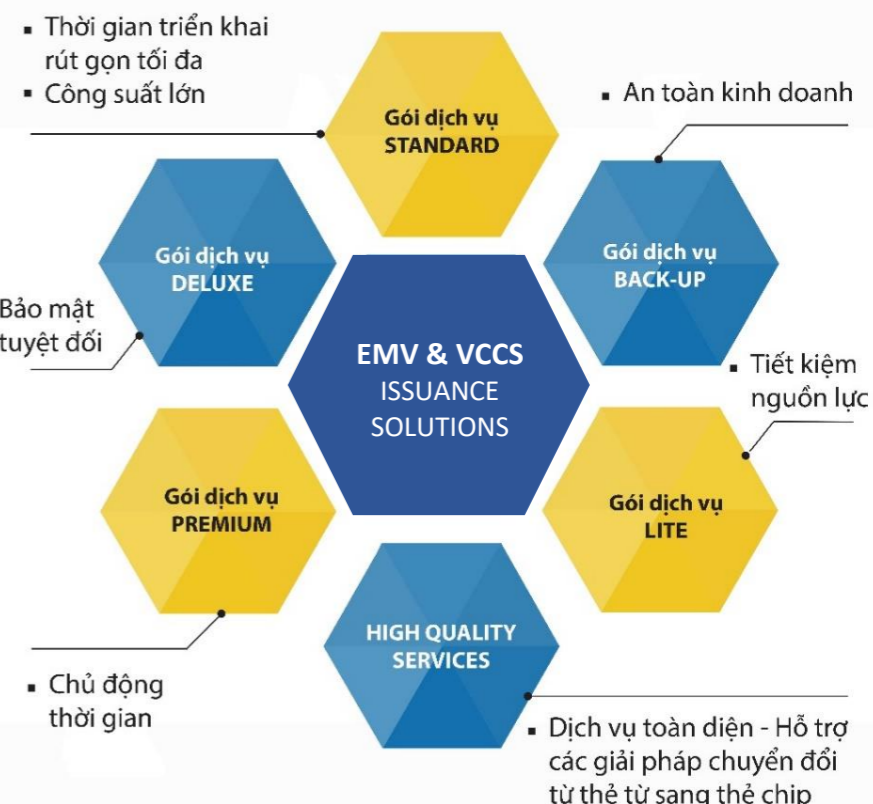 ▪ Thời gian triển khai
rút gọn tối đa
▪ Công suất lớn
Gói dịch vụ
STANDARD
▪ An toàn kinh doanh
Gói dịch vụ
DELUXE
Gói dịch vụ
BACK-UP
Bảo mật
tuyệt đối
EMV & VCCS
ISSUANCE
SOLUTIONS
▪ Tiết kiệm
nguồn lực
Gói dịch vụ
PREMIUM
Gói dịch vụ
LITE
HIGH QUALITY
SERVICES
▪ Chủ động
thời gian
▪ Dịch vụ toàn diện - Hỗ trợ
các giải pháp chuyển đổi
từ thẻ từ sang thẻ chip